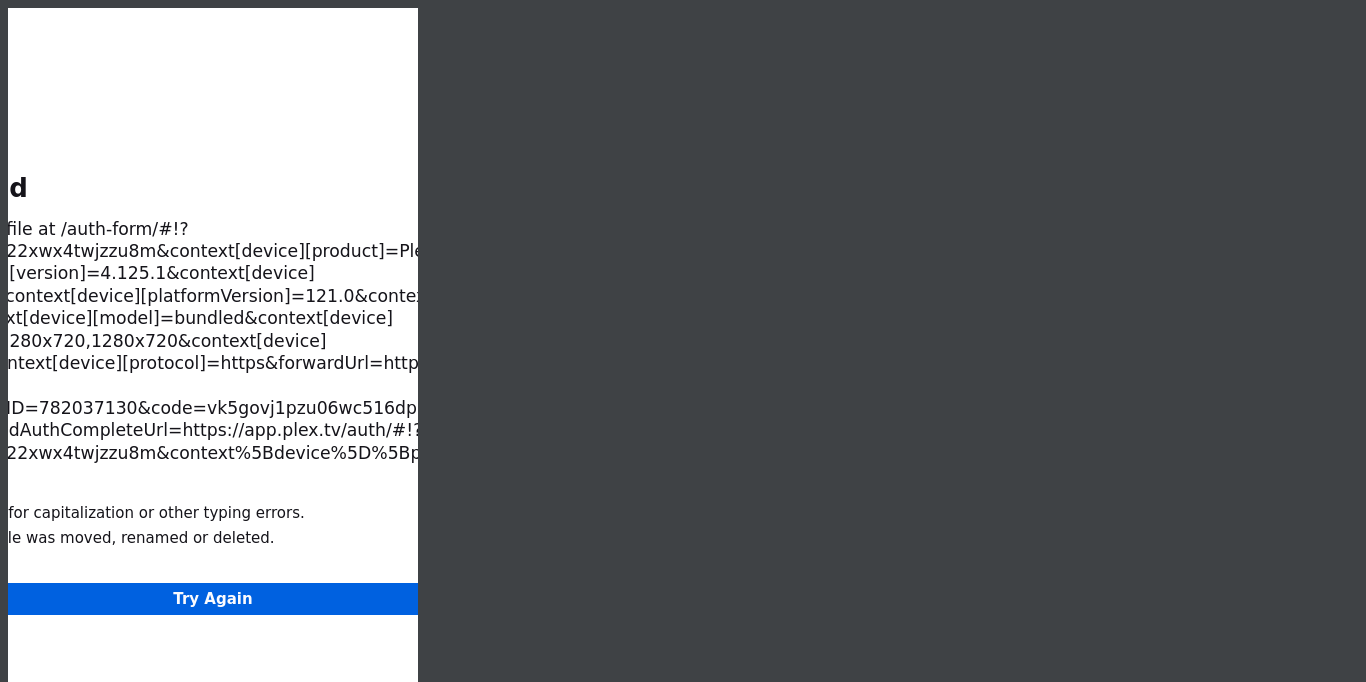 d
file at /auth-form/#!?
22xwx4twjzzu8m&context[device][product]=Ple
[version]=4.125.1&context[device]
context[device][platformVersion]=121.0&contex
xt[device][model]=bundled&context[device]
280x720,1280x720&context[device]
ntext[device][protocol]=https&forwardUrl=http
ID=782037130&code=vk5govj1pzu06wc516dp
dAuthCompleteUrl=https://app.plex.tv/auth/#!?
22xwx4twjzzu8m&context%5Bdevice%5D%5Bp
for capitalization or other typing errors.
le was moved, renamed or deleted.
Try Again